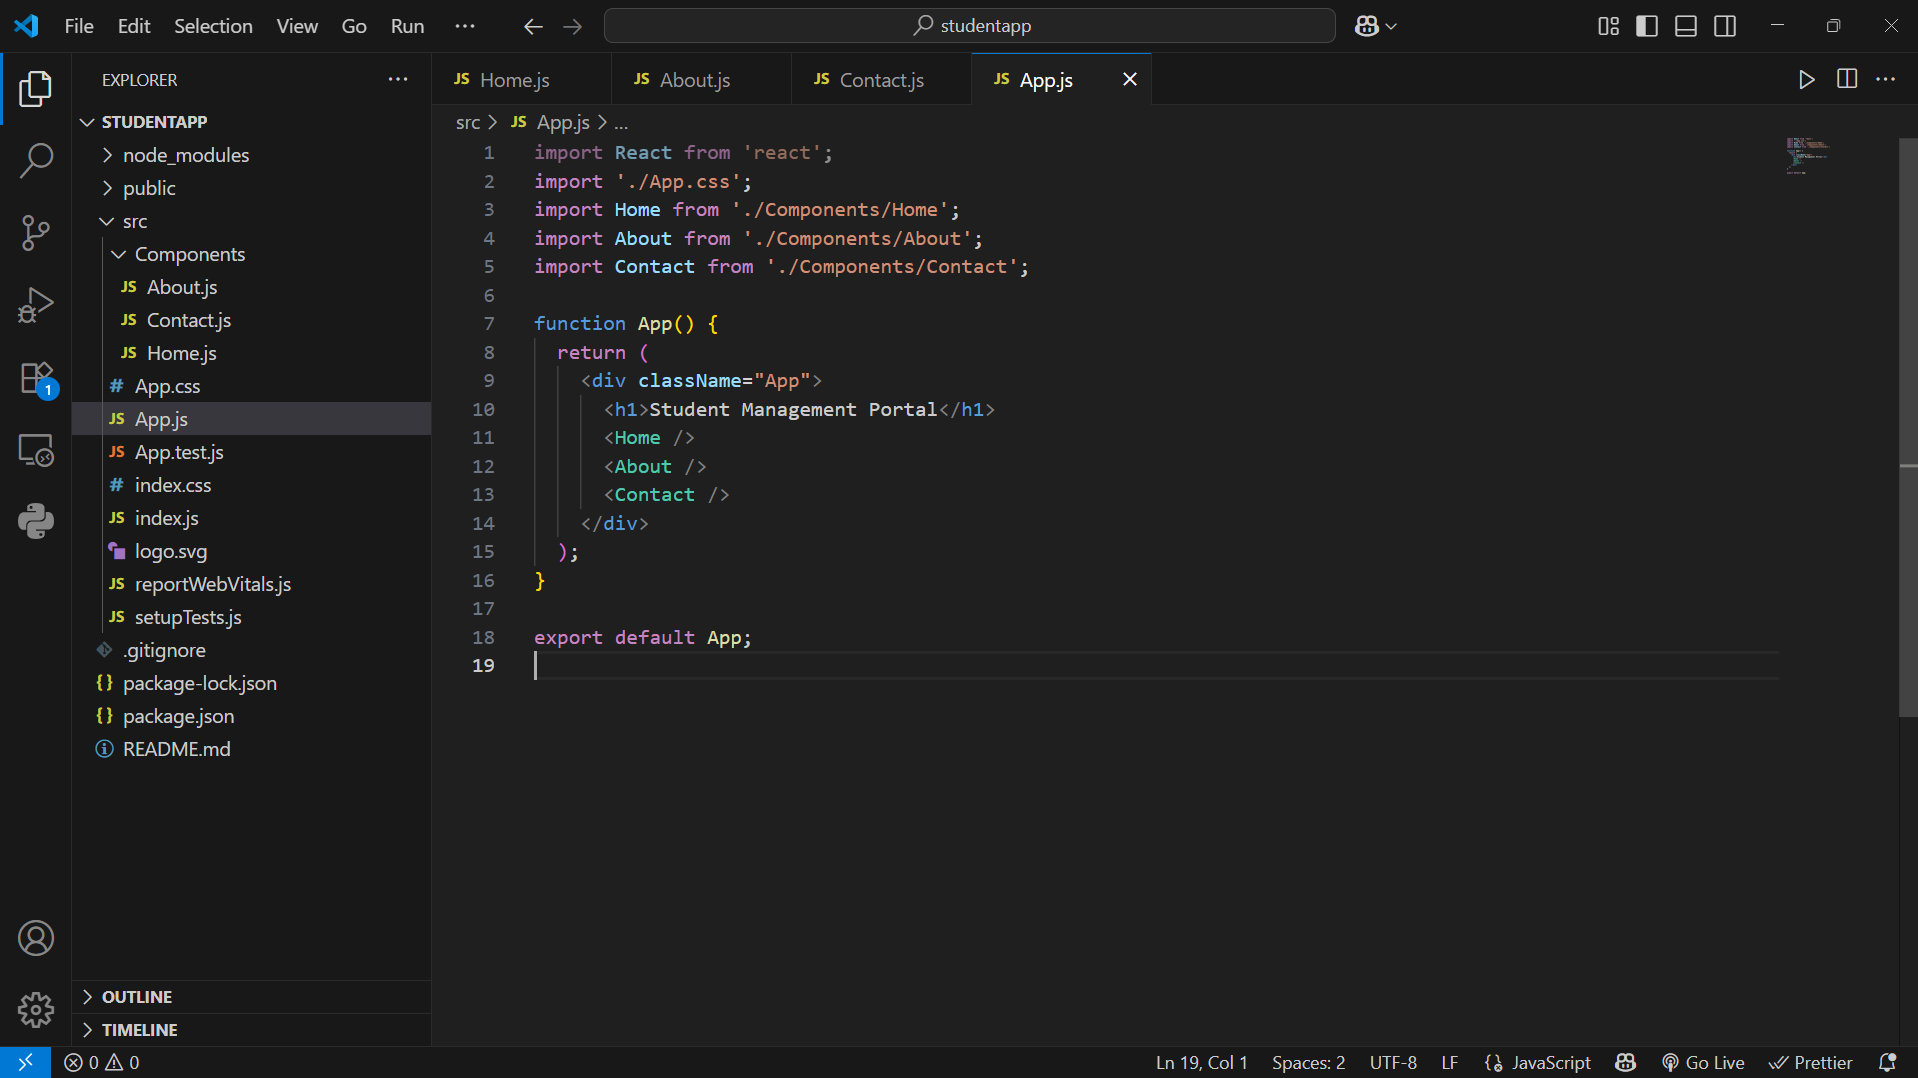 File Edit Selection View Go Run ··· studentapp
EXPLORER ···
STUDENTAPP
node_modules
public
src
Components
JS About.js
JS Contact.js
JS Home.js
# App.css
JS App.js
JS App.test.js
# index.css
JS index.js
logo.svg
JS reportWebVitals.js
JS setupTests.js
.gitignore
{} package-lock.json
{} package.json
README.md
1
OUTLINE
TIMELINE
JS Home.js JS About.js JS Contact.js JS App.js
src > JS App.js > ...
1 import React from 'react';
2 import './App.css';
3 import Home from './Components/Home';
4 import About from './Components/About';
5 import Contact from './Components/Contact';
6
7 function App() {
8 return (
9 <div className="App">
10 <h1>Student Management Portal</h1>
11 <Home />
12 <About />
13 <Contact />
14 </div>
15 );
16 }
17
18 export default App;
19
0 0 Ln 19, Col 1 Spaces: 2 UTF-8 LF JavaScript Go Live Prettier